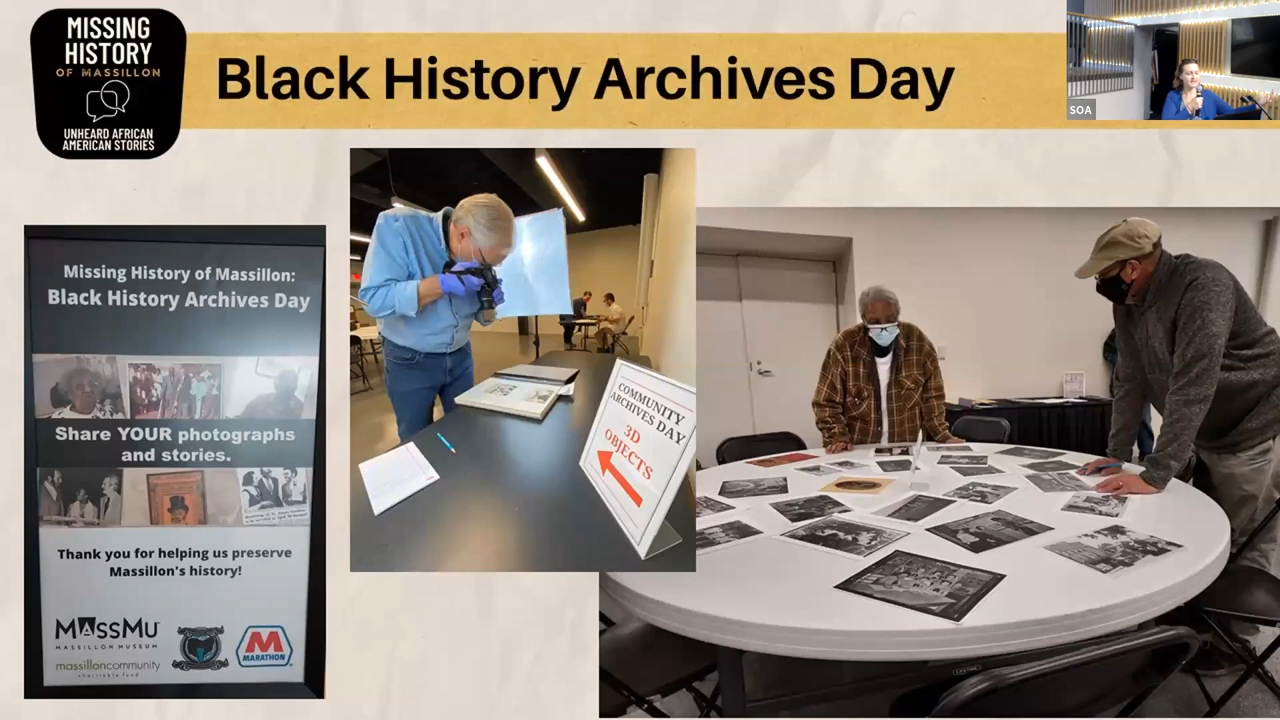 MISSING
HISTORY
OF MASSILLON
UNHEARD AFRICAN
AMERICAN STORIES
Black History Archives Day
SOA
Missing History of Massillon:
Black History Archives Day
Share YOUR photographs
and stories.
Thank you for helping us preserve
Massillon's history!
MASSMU
MASSILLON MUSEUM
massilloncommunity
charitable fund
MARATHON
COMMUNITY
ARCHIVES DAY
3D
OBJECTS